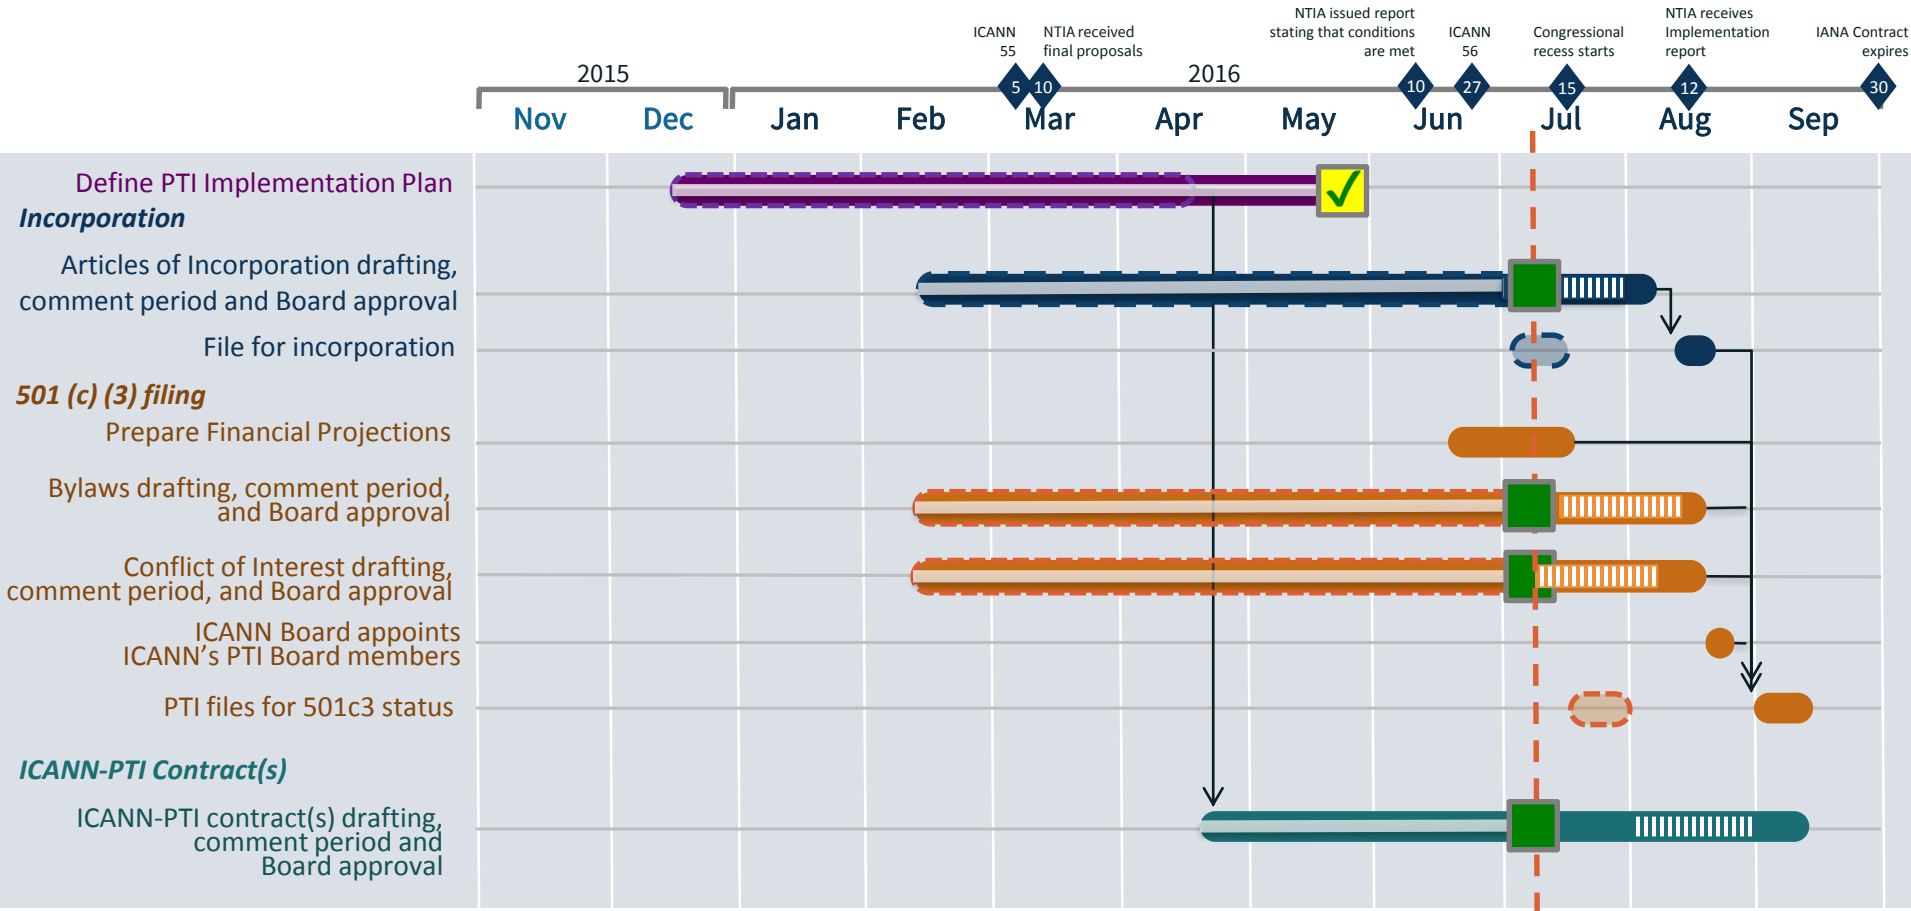 ICANN
55
NTIA received
final proposals
NTIA issued report
stating that conditions
are met
ICANN
56
Congressional
recess starts
NTIA receives
Implementation
report
IANA Contract
expires
2015
2016
5
10
10
27
15
12
30
Nov
Dec
Jan
Feb
Mar
Apr
May
Jun
Jul
Aug
Sep
Define PTI Implementation Plan
Incorporation
Articles of Incorporation drafting,
comment period and Board approval
File for incorporation
501 (c) (3) filing
Prepare Financial Projections
Bylaws drafting, comment period,
and Board approval
Conflict of Interest drafting,
comment period, and Board approval
ICANN Board appoints
ICANN’s PTI Board members
PTI files for 501c3 status
ICANN-PTI Contract(s)
ICANN-PTI contract(s) drafting,
comment period and
Board approval